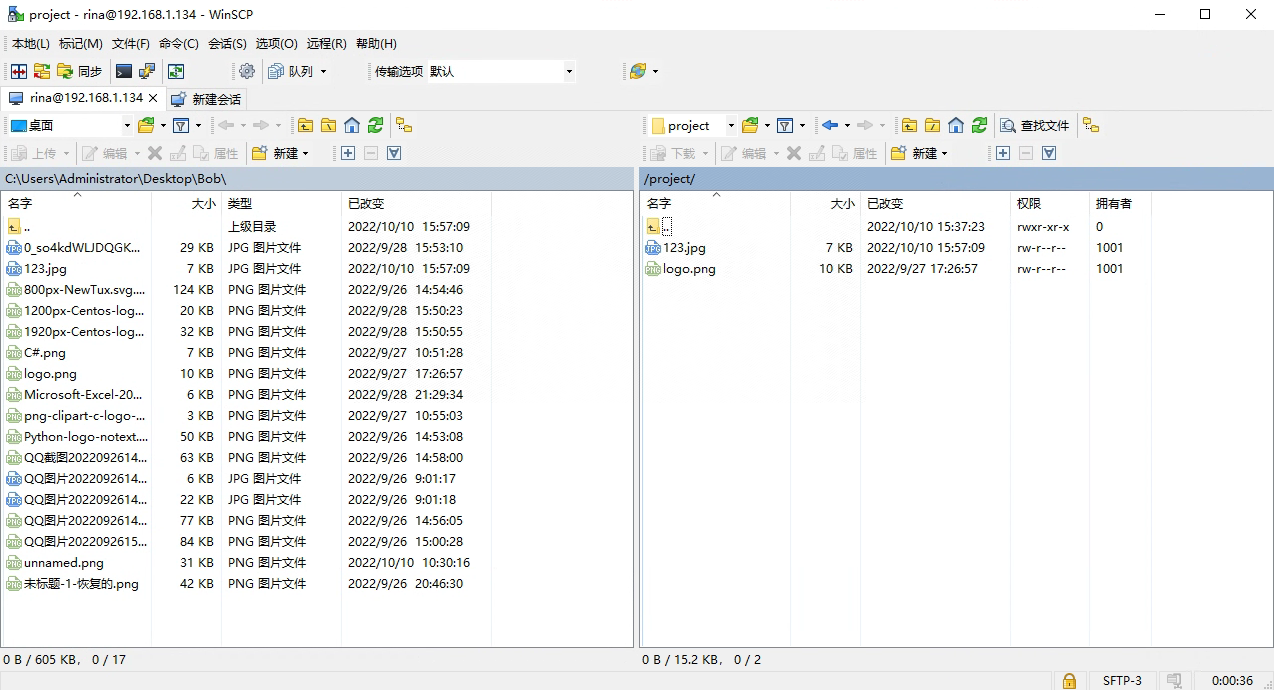 project - rina@192.168.1.134 - WinSCP
本地(L) 标记(M) 文件(F) 命令(C) 会话(S) 选项(O) 远程(R) 帮助(H)
同步 队列 传输选项 默认
rina@192.168.1.134 × 新建会话
桌面 project 查找文件
上传 编辑 属性 新建 下载 编辑 属性 新建
C:\Users\Administrator\Desktop\Bob\ /project/
名字 大小 类型 已改变 名字 大小 已改变 权限 拥有者
.. 上级目录 2022/10/10 15:57:09 .. 2022/10/10 15:37:23 rwxr-xr-x 0
0_so4kdWLJDQGK... 29 KB JPG 图片文件 2022/9/28 15:53:10 123.jpg 7 KB 2022/10/10 15:57:09 rw-r--r-- 1001
123.jpg 7 KB JPG 图片文件 2022/10/10 15:57:09 logo.png 10 KB 2022/9/27 17:26:57 rw-r--r-- 1001
800px-NewTux.svg.... 124 KB PNG 图片文件 2022/9/26 14:54:46
1200px-Centos-log... 20 KB PNG 图片文件 2022/9/28 15:50:23
1920px-Centos-log... 32 KB PNG 图片文件 2022/9/28 15:50:55
C#.png 7 KB PNG 图片文件 2022/9/27 10:51:28
logo.png 10 KB PNG 图片文件 2022/9/27 17:26:57
Microsoft-Excel-20... 6 KB PNG 图片文件 2022/9/28 21:29:34
png-clipart-c-logo-... 3 KB PNG 图片文件 2022/9/27 10:55:03
Python-logo-notext.... 50 KB PNG 图片文件 2022/9/26 14:53:08
QQ截图2022092614... 63 KB PNG 图片文件 2022/9/26 14:58:00
QQ图片2022092614... 6 KB JPG 图片文件 2022/9/26 9:01:17
QQ图片2022092614... 22 KB JPG 图片文件 2022/9/26 9:01:18
QQ图片2022092614... 77 KB PNG 图片文件 2022/9/26 14:56:05
QQ图片2022092615... 84 KB PNG 图片文件 2022/9/26 15:00:28
unnamed.png 31 KB PNG 图片文件 2022/10/10 10:30:16
未标题-1-恢复的.png 42 KB PNG 图片文件 2022/9/26 20:46:30
0 B / 605 KB, 0 / 17 0 B / 15.2 KB, 0 / 2
SFTP-3 0:00:36